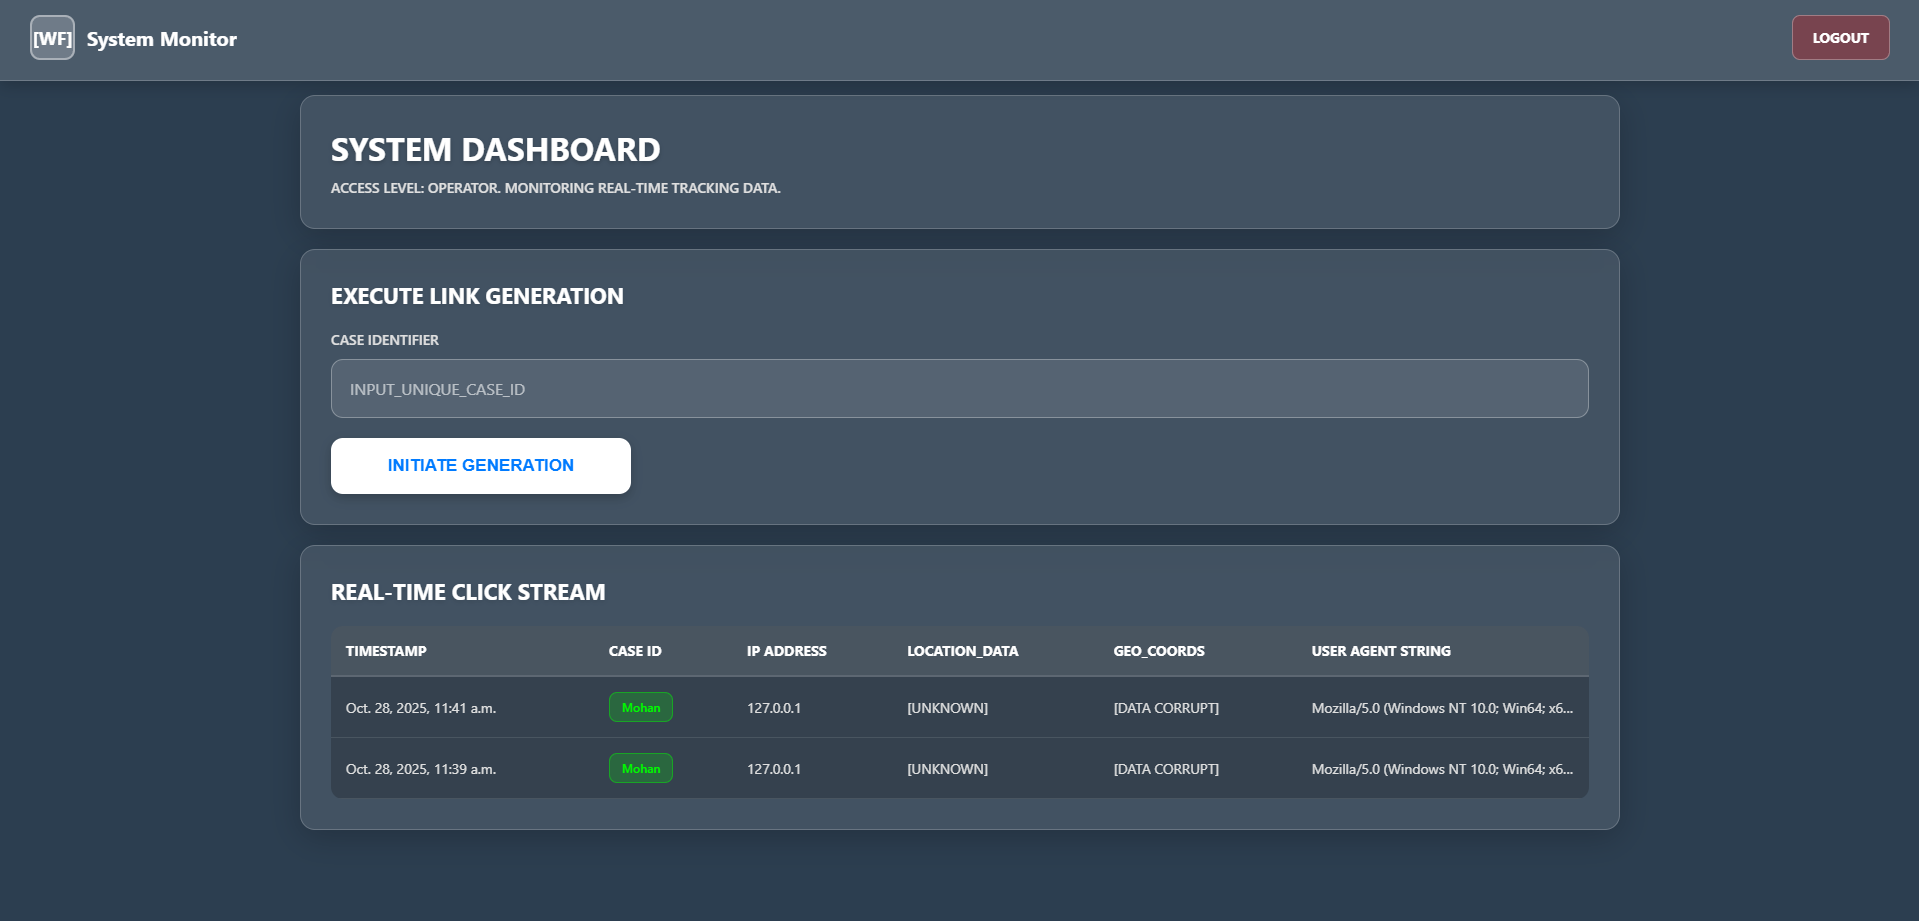 [WF] System Monitor LOGOUT
SYSTEM DASHBOARD
ACCESS LEVEL: OPERATOR. MONITORING REAL-TIME TRACKING DATA.
EXECUTE LINK GENERATION
CASE IDENTIFIER
INPUT_UNIQUE_CASE_ID
INITIATE GENERATION
REAL-TIME CLICK STREAM
TIMESTAMP CASE ID IP ADDRESS LOCATION_DATA GEO_COORDS USER AGENT STRING
Oct. 28, 2025, 11:41 a.m. Mohan 127.0.0.1 [UNKNOWN] [DATA CORRUPT] Mozilla/5.0 (Windows NT 10.0; Win64; x6...
Oct. 28, 2025, 11:39 a.m. Mohan 127.0.0.1 [UNKNOWN] [DATA CORRUPT] Mozilla/5.0 (Windows NT 10.0; Win64; x6...